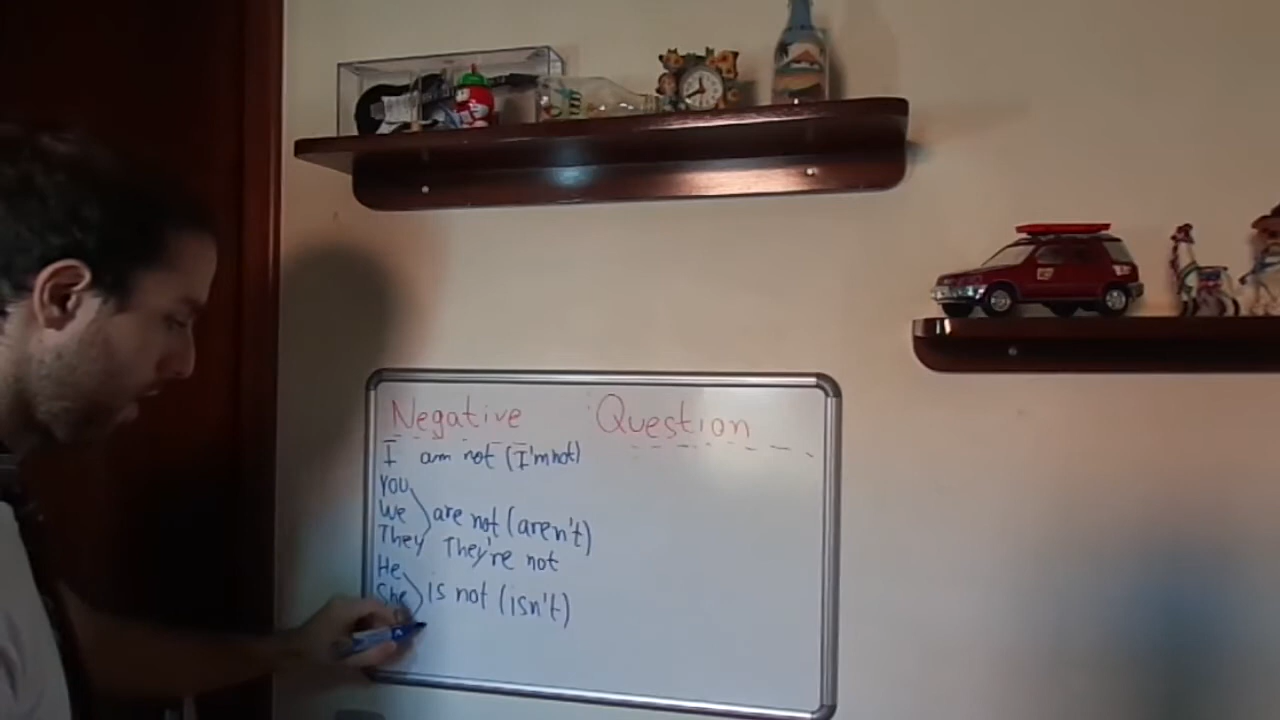 Negative Question
I am not (I'm not)
You
We are not (aren't)
They They're not
He
She is not (isn't)